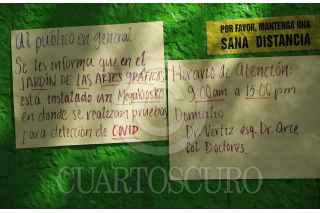 Al público en general
Se les informa que en el
JARDÍN DE LAS ARTES GRÁFICAS,
está instalado un Megakiosko
en donde se realizan pruebas
para detección de COVID
POR FAVOR, MANTENGA UNA
SANA DISTANCIA
Horario de Atención:
9:00am a 15:00 pm
Domicilio
Dr. Vertiz esq. Dr. Arce
col Doctores
CUARTOSCURO